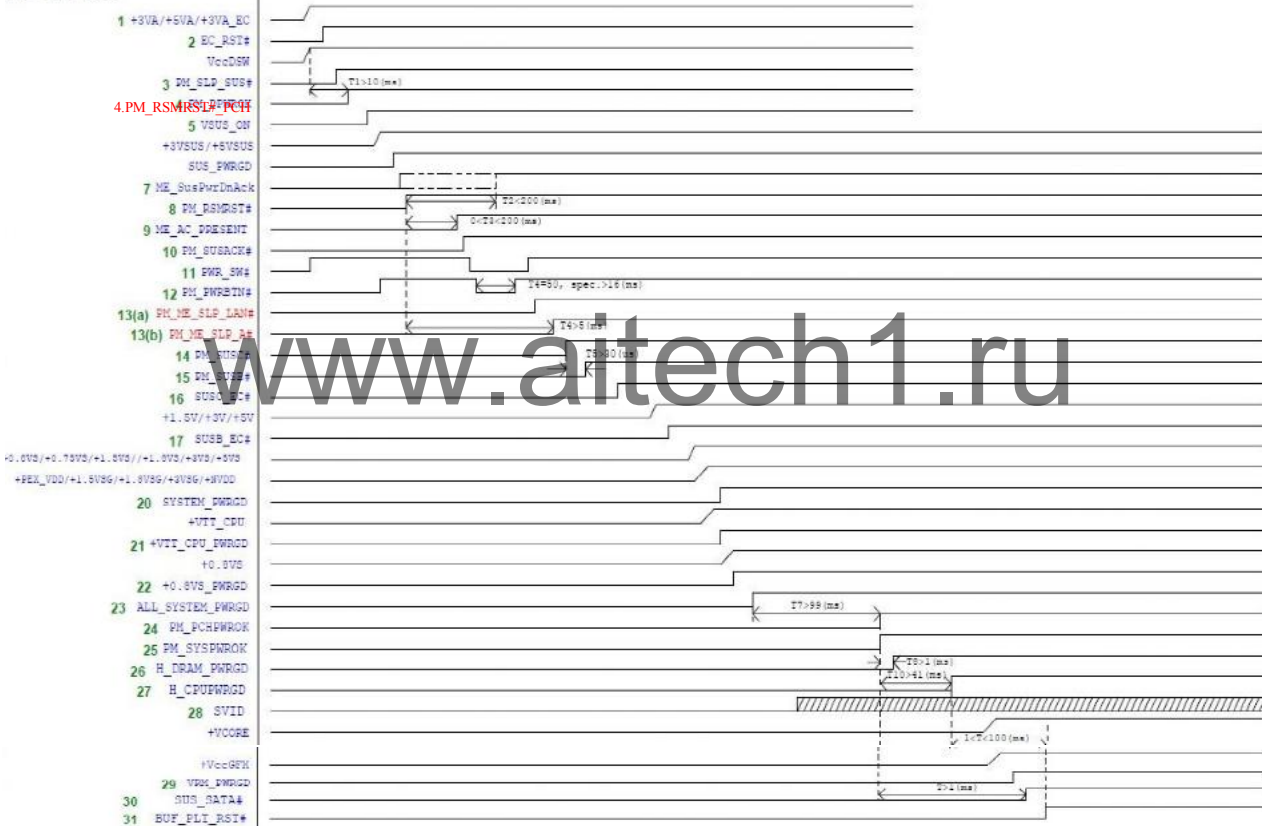 1 +3VA/+5VA/+3VA_EC
2 EC_RST#
VccDSW
3 PM_SLP_SUS#
T1>10(ms)
4.PM_RSMRST#_PCH
5 VSUS_ON
+3VSUS/+5VSUS
SUS_PWRGD
7 ME_SusPwrDnAck
T2<200(ms)
8 PM_RSMRST#
0<T3<200(ms)
9 ME_AC_PRESENT
10 PM_SUSACK#
11 PWR_SW#
T4=50, spec.>16(ms)
12 PM_PWRBTN#
13(a) PM_ME_SLP_LAN#
T4>5(ms)
13(b) PM_ME_SLP_A#
14 PM_SUSC#
15 PM_SUSB#
16 SUSC_EC#
www.aitech1.ru
+1.5V/+3V/+5V
17 SUSB_EC#
+PEX_VDD/+1.5VSG/+1.8VSG/+3VSG/+NVDD
20 SYSTEM_PWRGD
+VTT_CPU
21 +VTT_CPU_PWRGD
+0.8VS
22 +0.8VS_PWRGD
23 ALL_SYSTEM_PWRGD
T7>99(ms)
24 PM_PCHPWROK
25 PM_SYSPWROK
26 H_DRAM_PWRGD
T10>41(ms)
27 H_CPUPWRGD
28 SVID
+VCORE
1<T<100(ms)
+VccGFX
29 VRM_PWRGD
T>1(ms)
30 SUS_SATA#
31 BUF_PLT_RST#